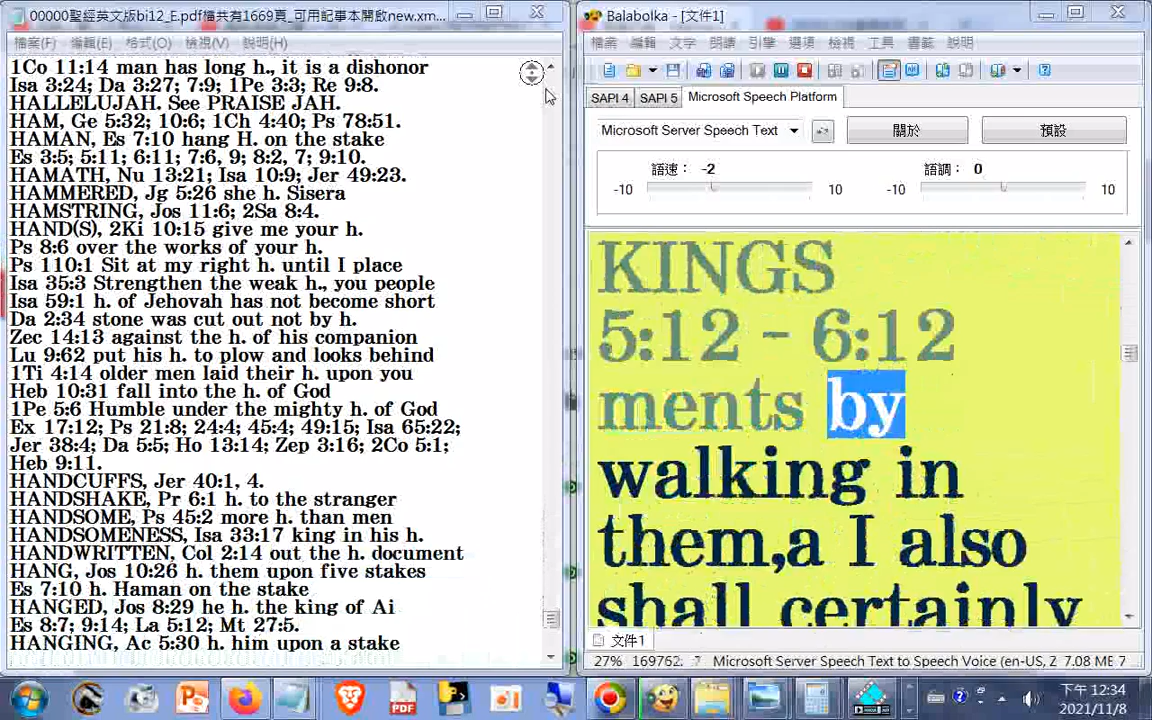 00000聖經英文版bi12_E.pdf檔共有1669頁_可用記事本開啟new.xm...
檔案(F) 編輯(E) 格式(O) 檢視(V) 說明(H)
1Co 11:14 man has long h., it is a dishonor
Isa 3:24; Da 3:27; 7:9; 1Pe 3:3; Re 9:8.
HALLELUJAH. See PRAISE JAH.
HAM, Ge 5:32; 10:6; 1Ch 4:40; Ps 78:51.
HAMAN, Es 7:10 hang H. on the stake
Es 3:5; 5:11; 6:11; 7:6, 9; 8:2, 7; 9:10.
HAMATH, Nu 13:21; Isa 10:9; Jer 49:23.
HAMMERED, Jg 5:26 she h. Sisera
HAMSTRING, Jos 11:6; 2Sa 8:4.
HAND(S), 2Ki 10:15 give me your h.
Ps 8:6 over the works of your h.
Ps 110:1 Sit at my right h. until I place
Isa 35:3 Strengthen the weak h., you people
Isa 59:1 h. of Jehovah has not become short
Da 2:34 stone was cut out not by h.
Zec 14:13 against the h. of his companion
Lu 9:62 put his h. to plow and looks behind
1Ti 4:14 older men laid their h. upon you
Heb 10:31 fall into the h. of God
1Pe 5:6 Humble under the mighty h. of God
Ex 17:12; Ps 21:8; 24:4; 45:4; 49:15; Isa 65:22;
Jer 38:4; Da 5:5; Ho 13:14; Zep 3:16; 2Co 5:1;
Heb 9:11.
HANDCUFFS, Jer 40:1, 4.
HANDSHAKE, Pr 6:1 h. to the stranger
HANDSOME, Ps 45:2 more h. than men
HANDSOMENESS, Isa 33:17 king in his h.
HANDWRITTEN, Col 2:14 out the h. document
HANG, Jos 10:26 h. them upon five stakes
Es 7:10 h. Haman on the stake
HANGED, Jos 8:29 he h. the king of Ai
Es 8:7; 9:14; La 5:12; Mt 27:5.
HANGING, Ac 5:30 h. him upon a stake
Balabolka - [文件1]
檔案 編輯 文字 朗讀 引擎 選項 檢視 工具 書籤 說明
SAPI 4 SAPI 5 Microsoft Speech Platform
Microsoft Server Speech Text 關於 預設
語速: -2 語調: 0
-10 10 -10 10
KINGS
5:12 - 6:12
ments by
walking in
them,a I also
shall certainly
文件1
27% 169762. 7 Microsoft Server Speech Text to Speech Voice (en-US, Z 7.08 MB 7
下午 12:34
2021/11/8